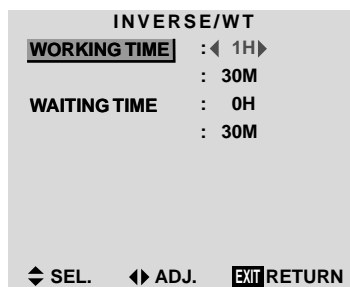 INVERSE/WT
WORKING TIME : ◀ 1H▶
: 30M
WAITING TIME : 0H
: 30M
SEL. ADJ. EXIT RETURN